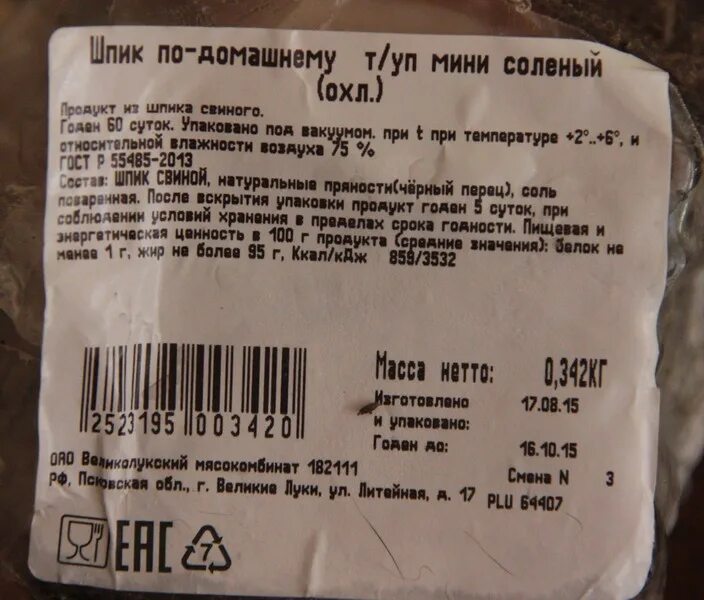 Шпик по-домашнему т/уп мини соленый
(охл.)
Продукт из шпика свиного.
Годен 60 суток. Упаковано под вакуумом. при t при температуре +2°..+6°, и
относительной влажности воздуха 75 %
ГОСТ Р 55485-2013
Состав: ШПИК СВИНОЙ, натуральные пряности(чёрный перец), соль
поваренная. После вскрытия упаковки продукт годен 5 суток, при
соблюдении условий хранения в пределах срока годности. Пищевая и
энергетическая ценность в 100 г продукта (средние значения): белок не
менее 1 г, жир не более 95 г, Ккал/кДж 859/3532
Масса нетто: 0,342КГ
Изготовлено 17.08.15
и упаковано:
Годен до: 16.10.15
2523195 003420
ОАО Великолукский мясокомбинат 182111
Смена N 3
РФ, Псковская обл., г. Великие Луки, ул. Литейная, д. 17 PLU 64407
EAC 7